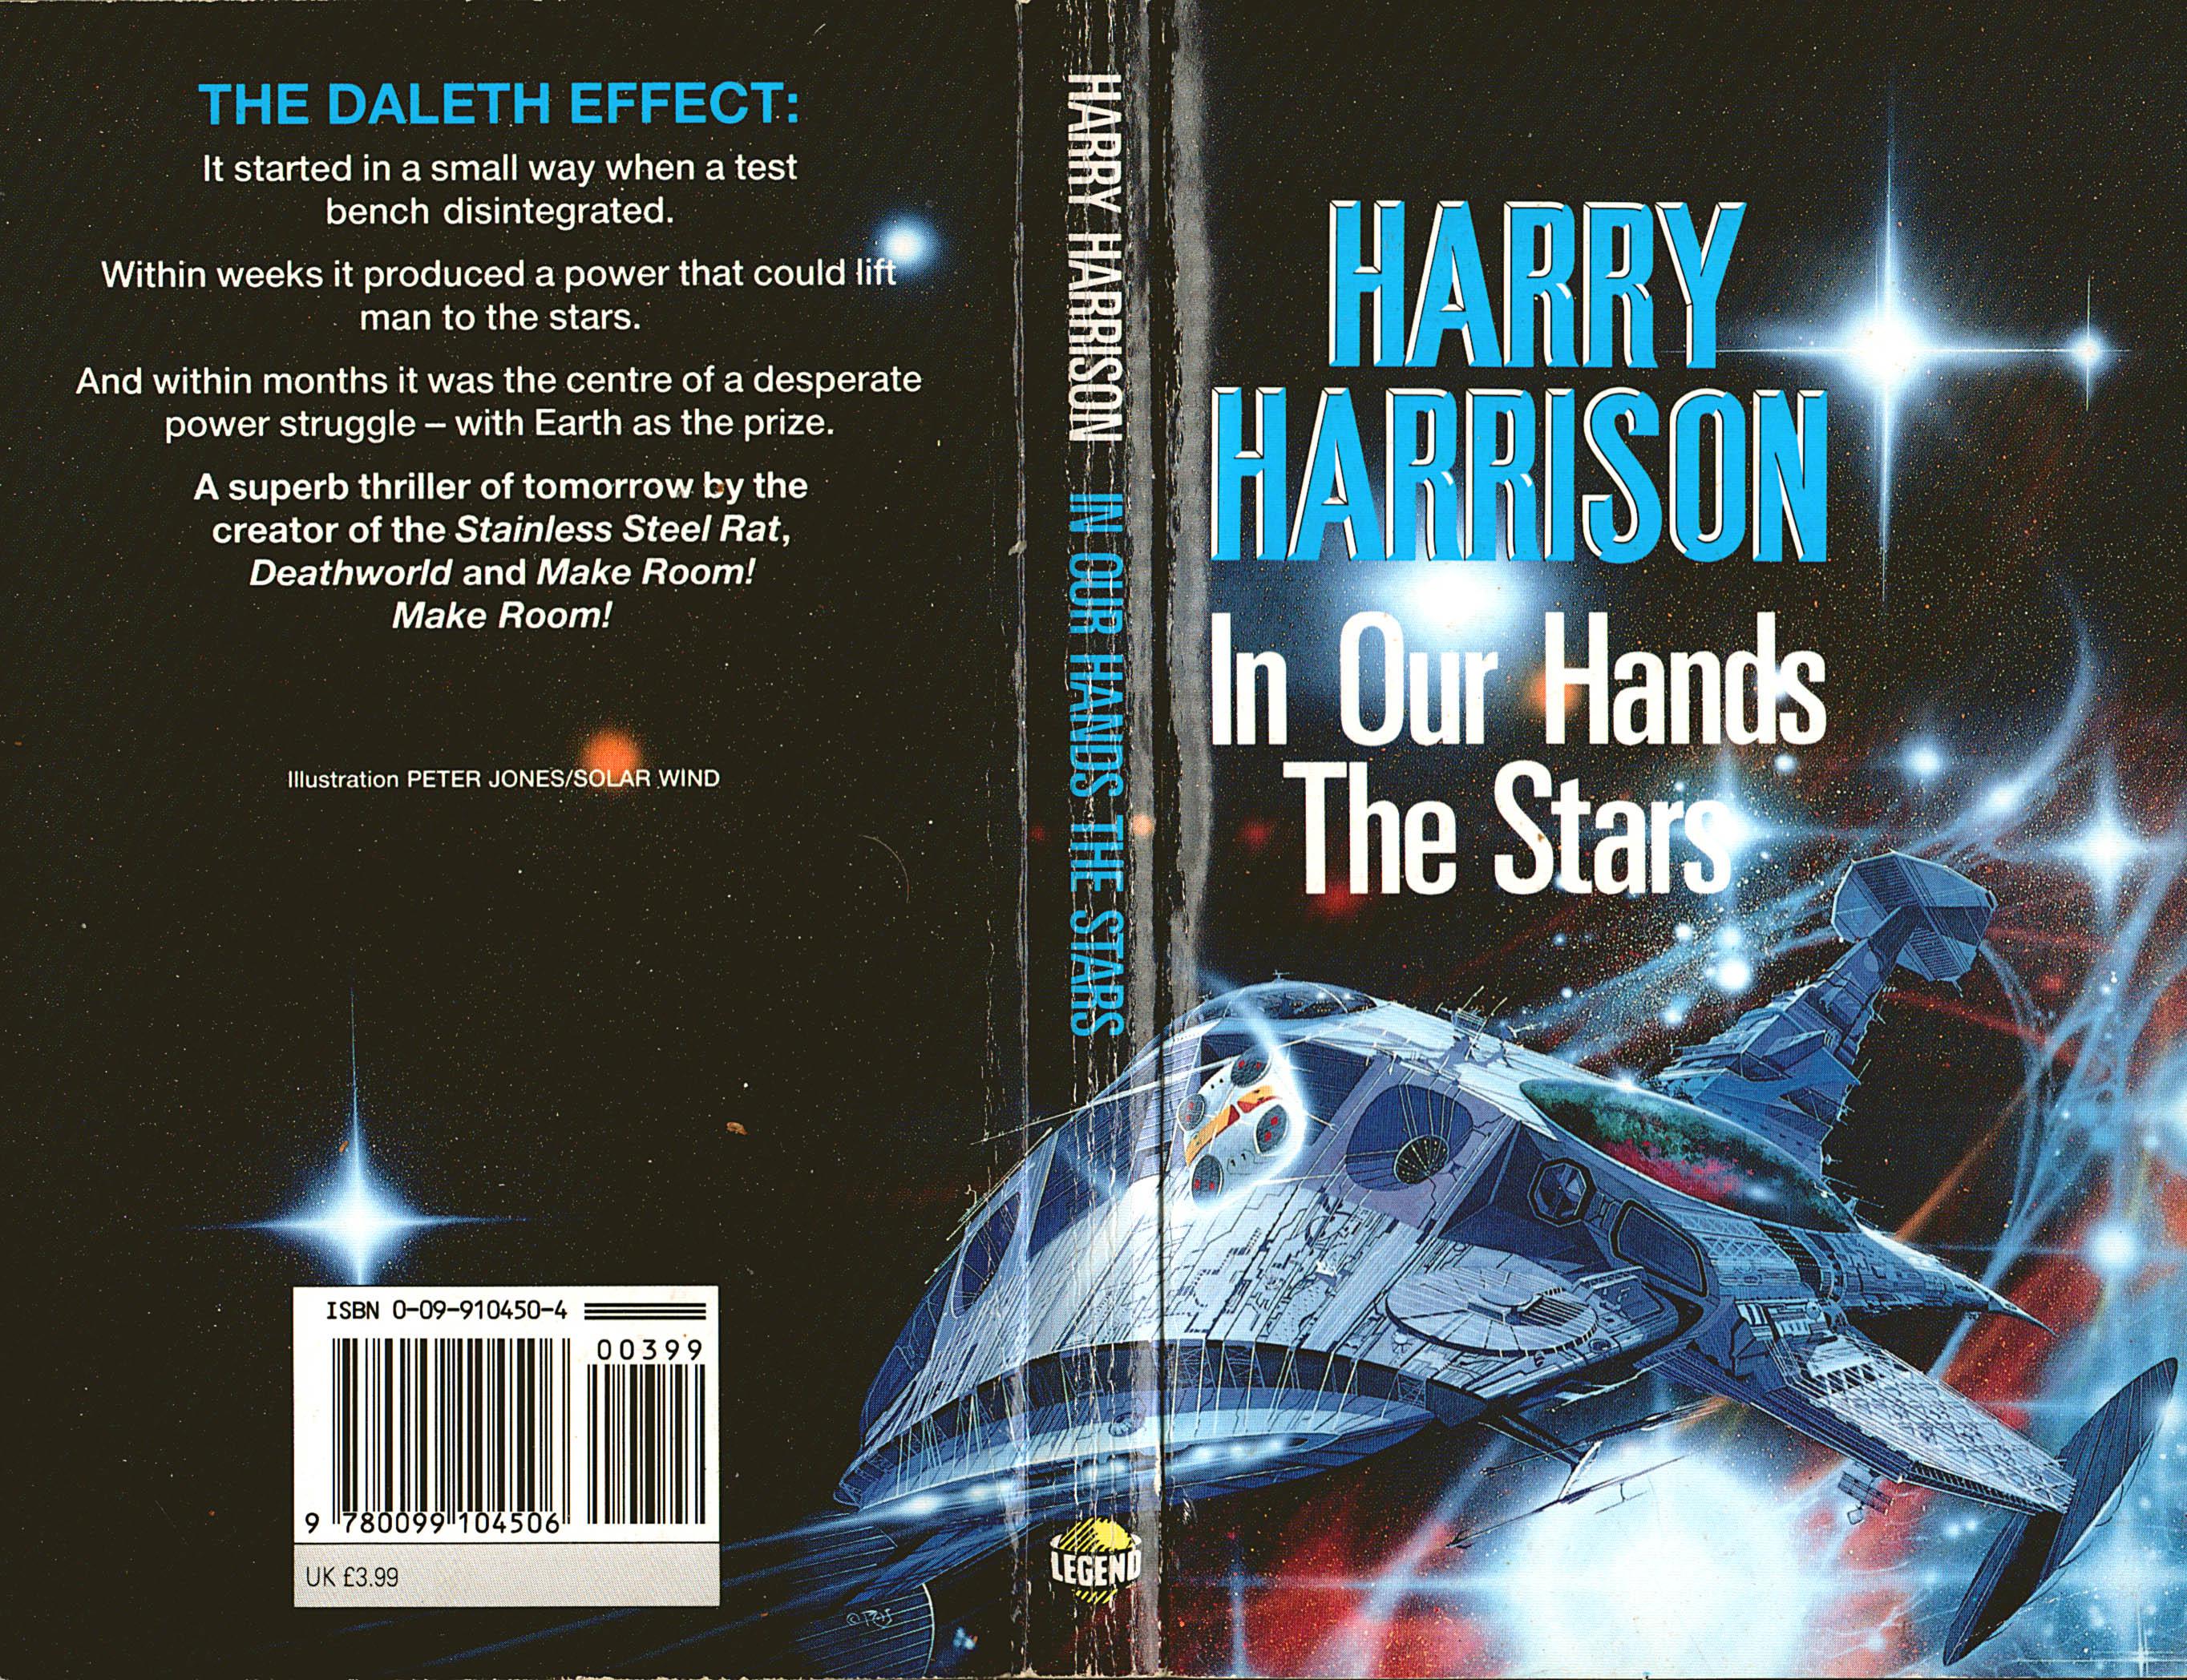 THE DALETH EFFECT:
It started in a small way when a test
bench disintegrated.
Within weeks it produced a power that could lift
man to the stars.
And within months it was the centre of a desperate
power struggle – with Earth as the prize.
A superb thriller of tomorrow by the
creator of the Stainless Steel Rat,
Deathworld and Make Room!
Make Room!
Illustration PETER JONES/SOLAR WIND
ISBN 0-09-910450-4
00399
9 780099 104506
UK £3.99
HARRY HARRISON IN OUR HANDS THE STARS
LEGEND
HARRY
HARRISON
In Our Hands
The Stars